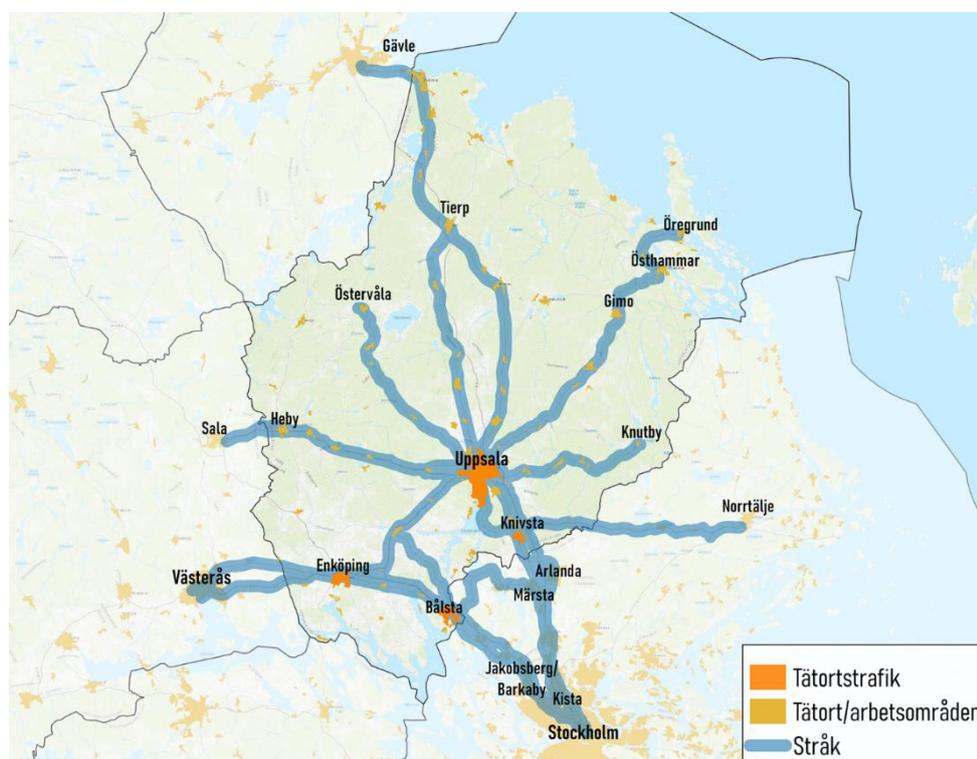 Gävle
Tierp
Öregrund
Östhammar
Östervåla
Gimo
Sala
Heby
Knutby
Uppsala
Norrtälje
Knivsta
Enköping
Arlanda
Västerås
Märsta
Bålsta
Jakobsberg/
Barkaby
Kista
Stockholm
Tätortstrafik
Tätort/arbetsområden
Stråk